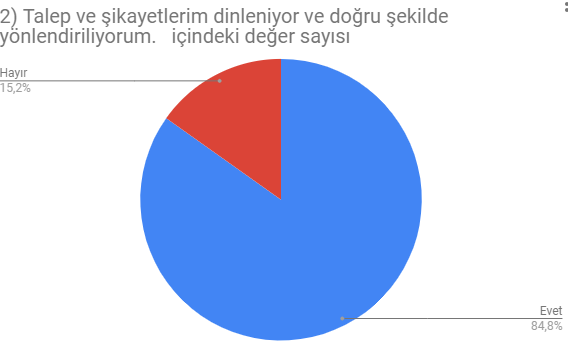 2) Talep ve şikayetlerim dinleniyor ve doğru şekilde
yönlendiriliyorum.   içindeki değer sayısı
Hayır
15,2%
Evet
84,8%